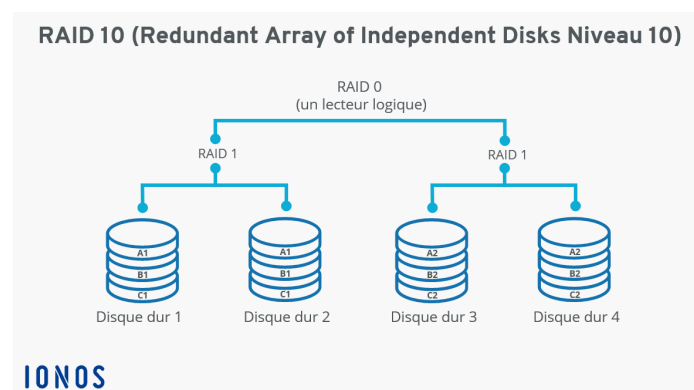 RAID 10 (Redundant Array of Independent Disks Niveau 10)
RAID 0
(un lecteur logique)
RAID 1
RAID 1
A1
B1
C1
A1
B1
C1
A2
B2
C2
A2
B2
C2
Disque dur 1
Disque dur 2
Disque dur 3
Disque dur 4
IONOS